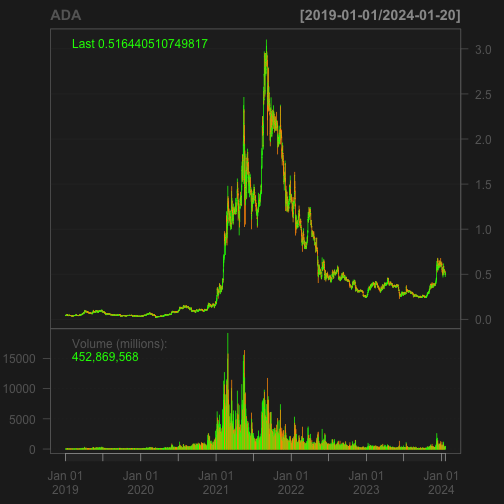 ADA [2019-01-01/2024-01-20]
Last 0.516440510749817
3.0
2.5
2.0
1.5
1.0
0.5
0.0
Volume (millions):
452,869,568
15000
10000
5000
0
Jan 01 Jan 01 Jan 01 Jan 01 Jan 01 Jan 01
2019 2020 2021 2022 2023 2024